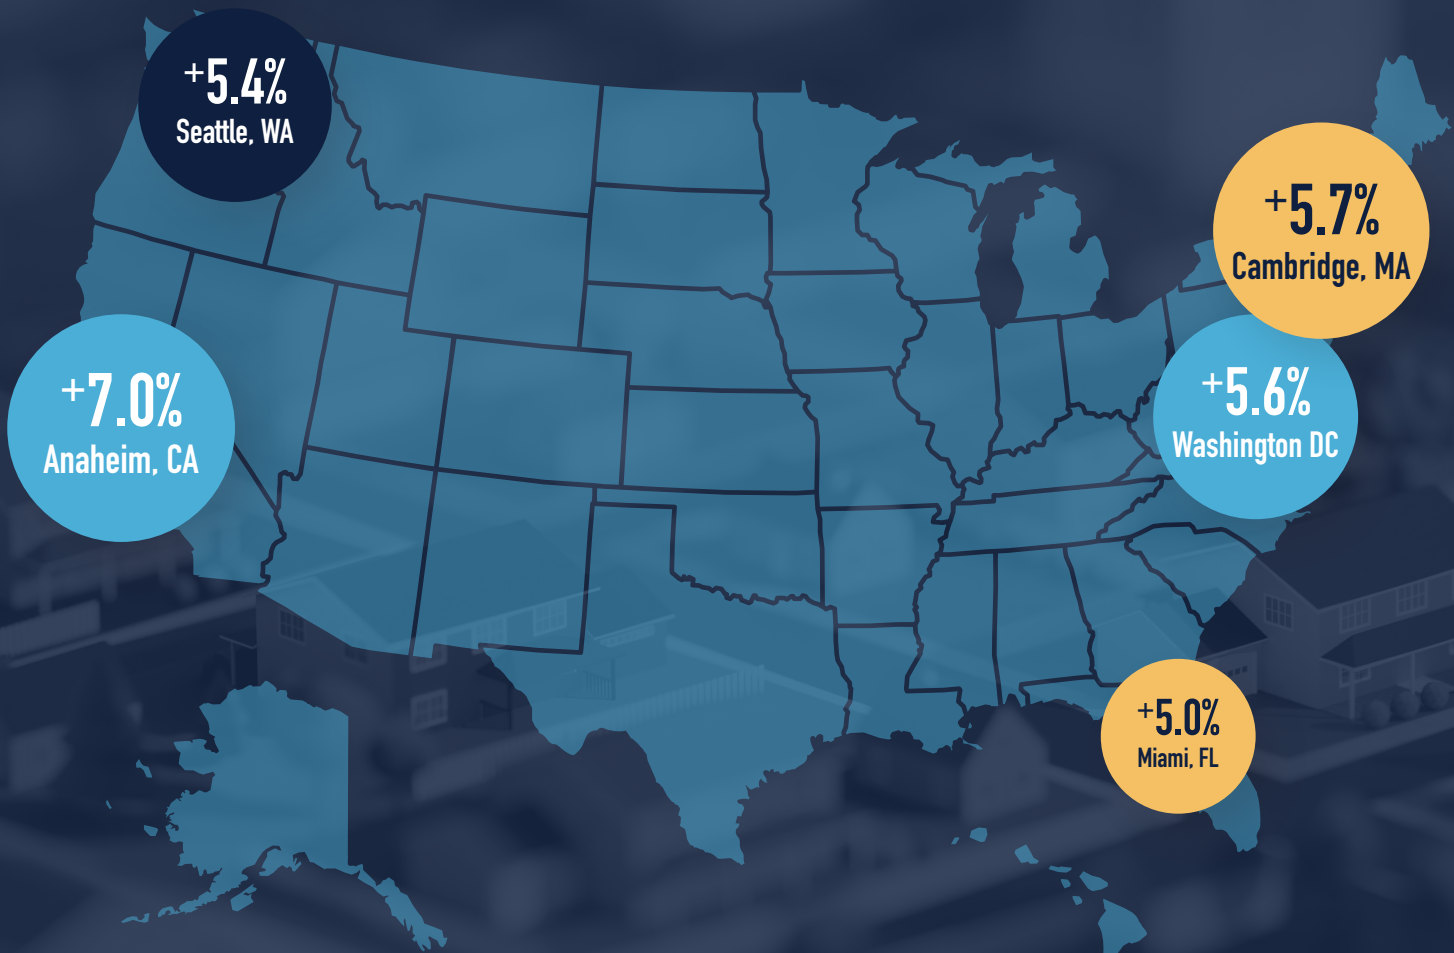 +5.4%
Seattle, WA
+5.7%
Cambridge, MA
+7.0%
Anaheim, CA
+5.6%
Washington DC
+5.0%
Miami, FL